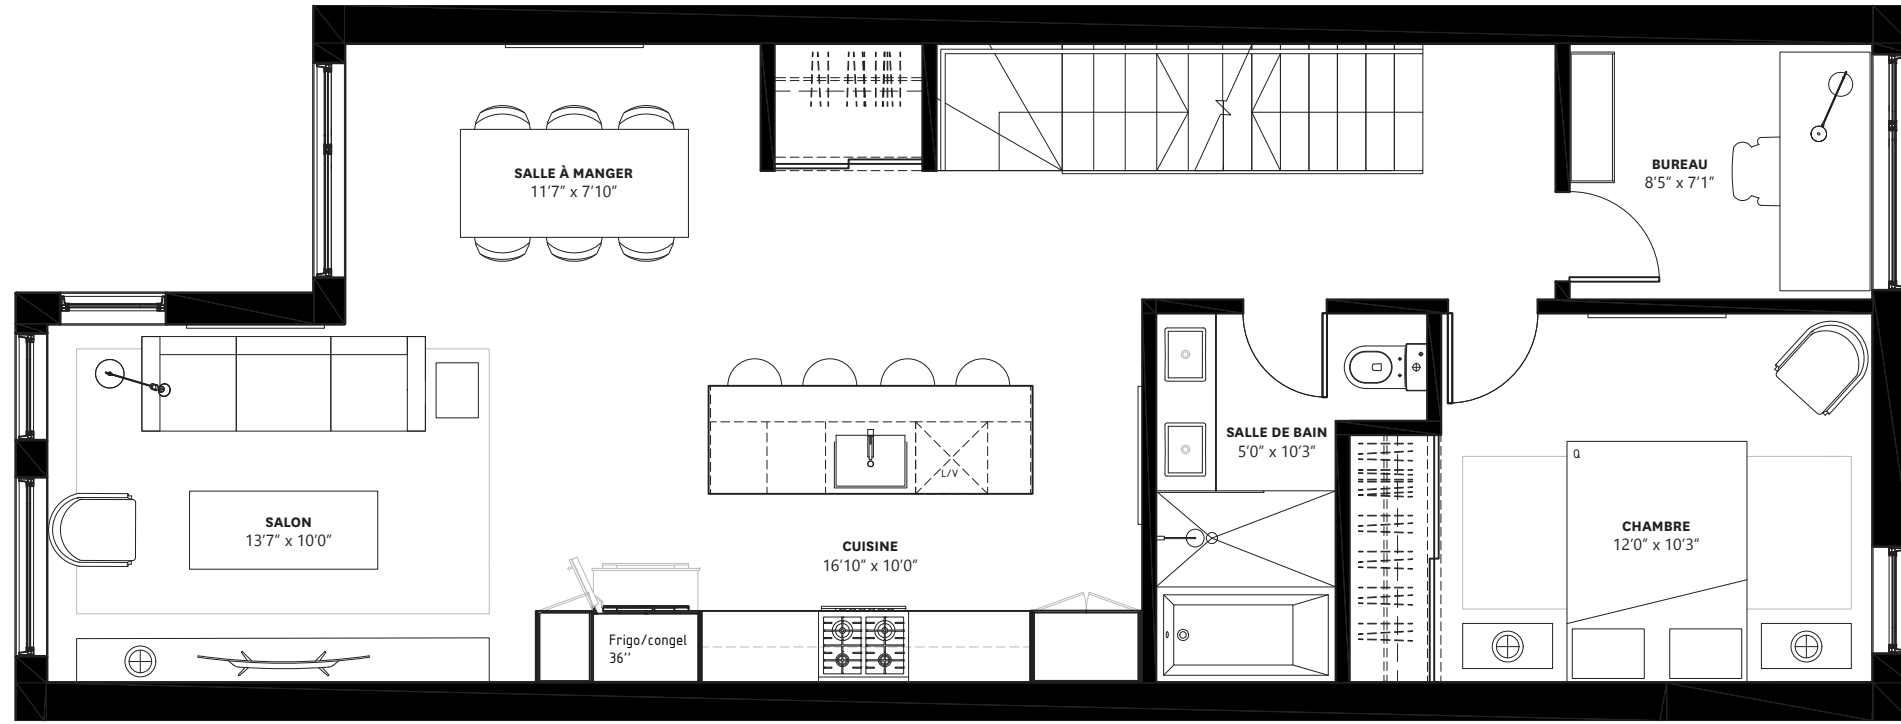 SALLE À MANGER
11'7" x 7'10"
BUREAU
8'5" x 7'1"
SALLE DE BAIN
5'0" x 10'3"
Q
L/V
SALON
13'7" x 10'0"
CUISINE
16'10" x 10'0"
CHAMBRE
12'0" x 10'3"
Frigo/congel
36''